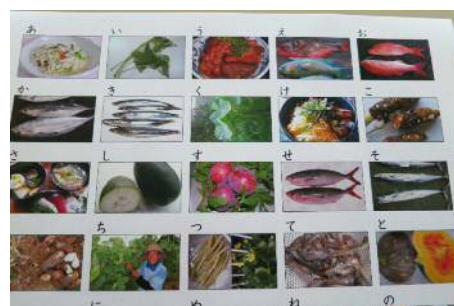 あ い う え お
か き く け こ
さ し す せ そ
ち つ て と
に ぬ ね の